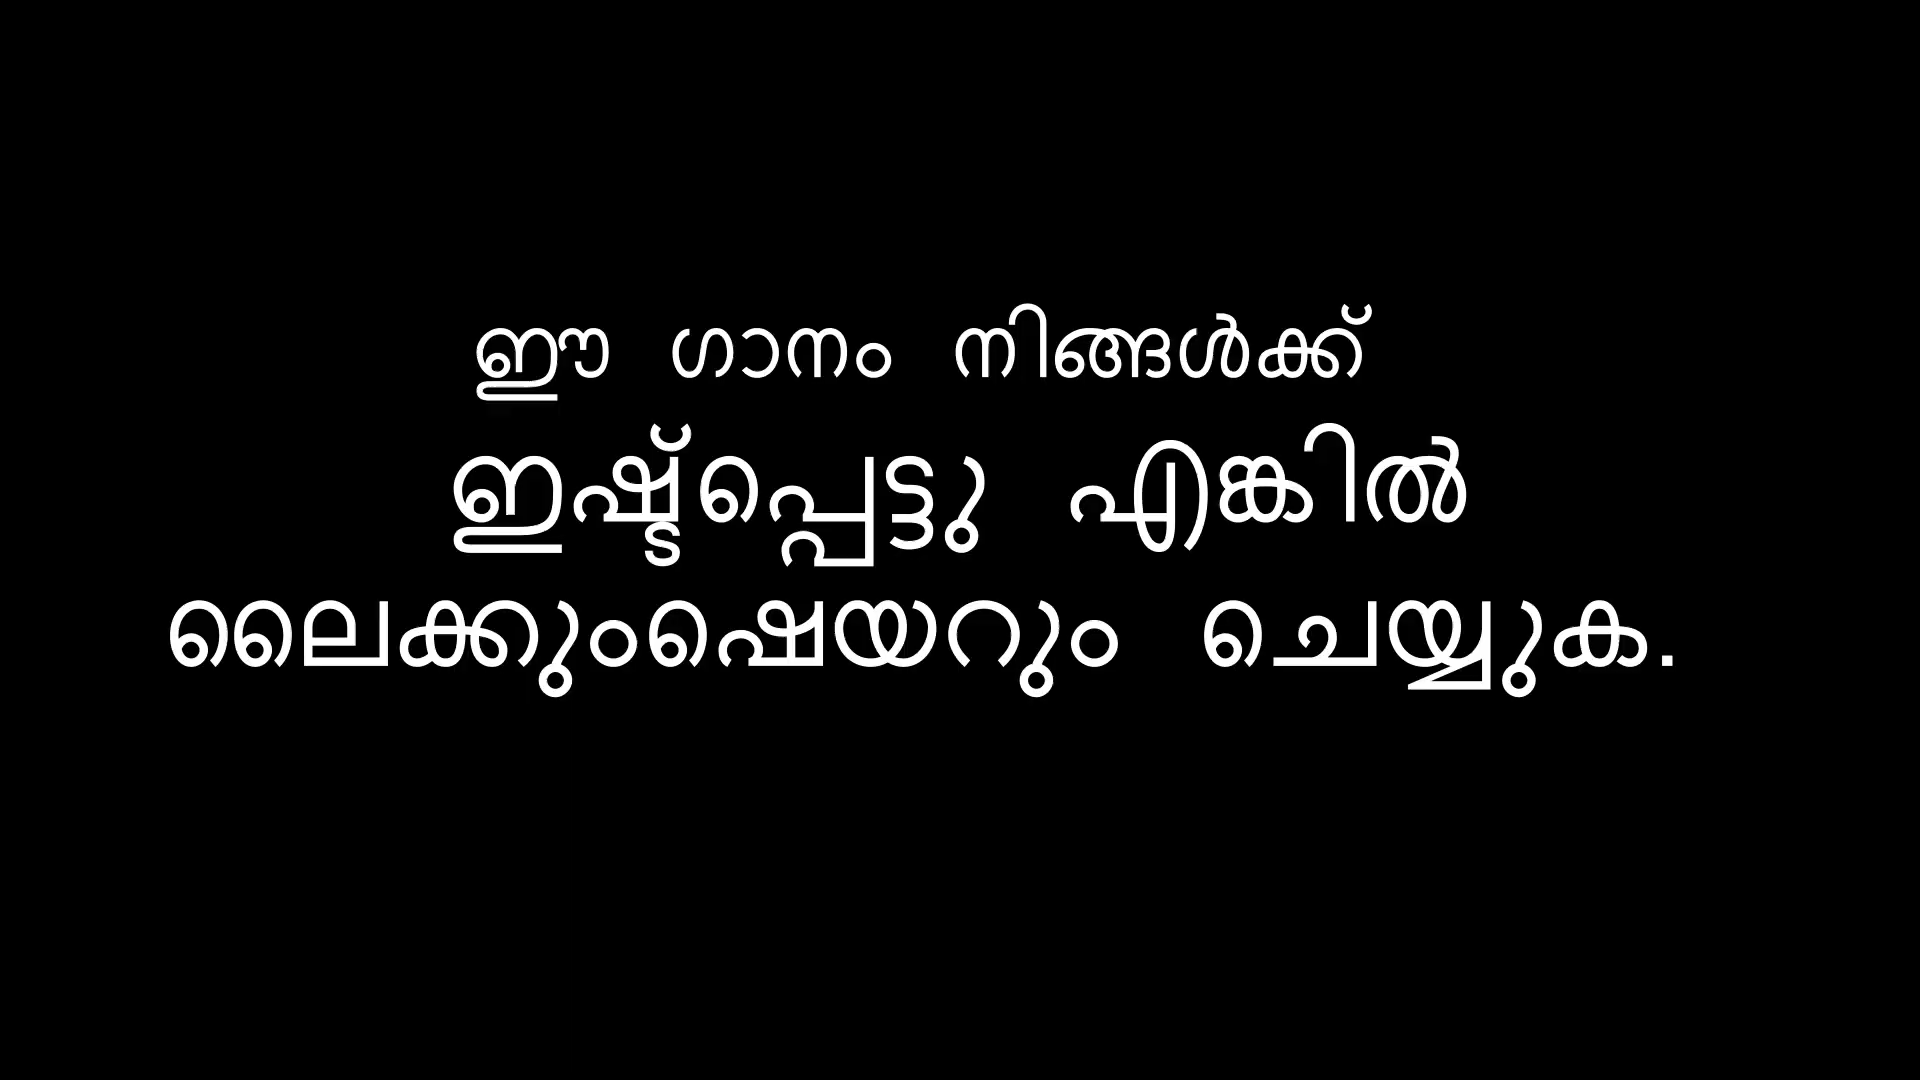 ഈ ഗാനം നിങ്ങൾക്ക്
ഇഷ്ട്പ്പെട്ടു എങ്കിൽ
ലൈക്കുംഷെയറും ചെയ്യുക.